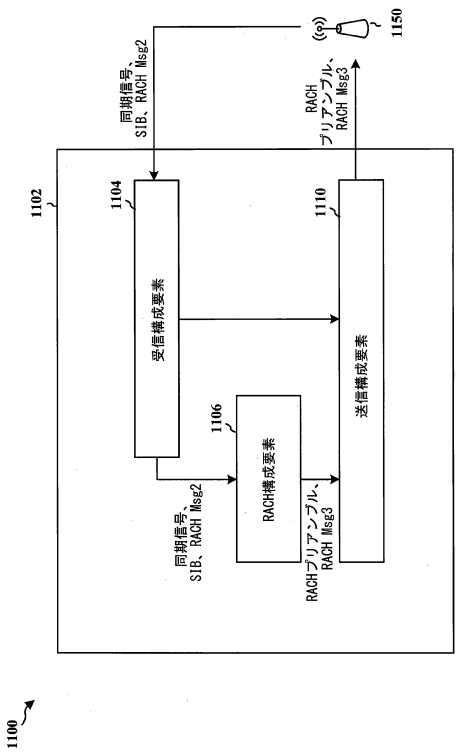 1100
1102
1104
受信構成要素
同期信号、
SIB、RACH Msg2
1150
同期信号、
SIB、RACH Msg2
1106
RACH構成要素
RACHプリアンブル、
RACH Msg3
1110
送信構成要素
RACH
プリアンブル、
RACH Msg3